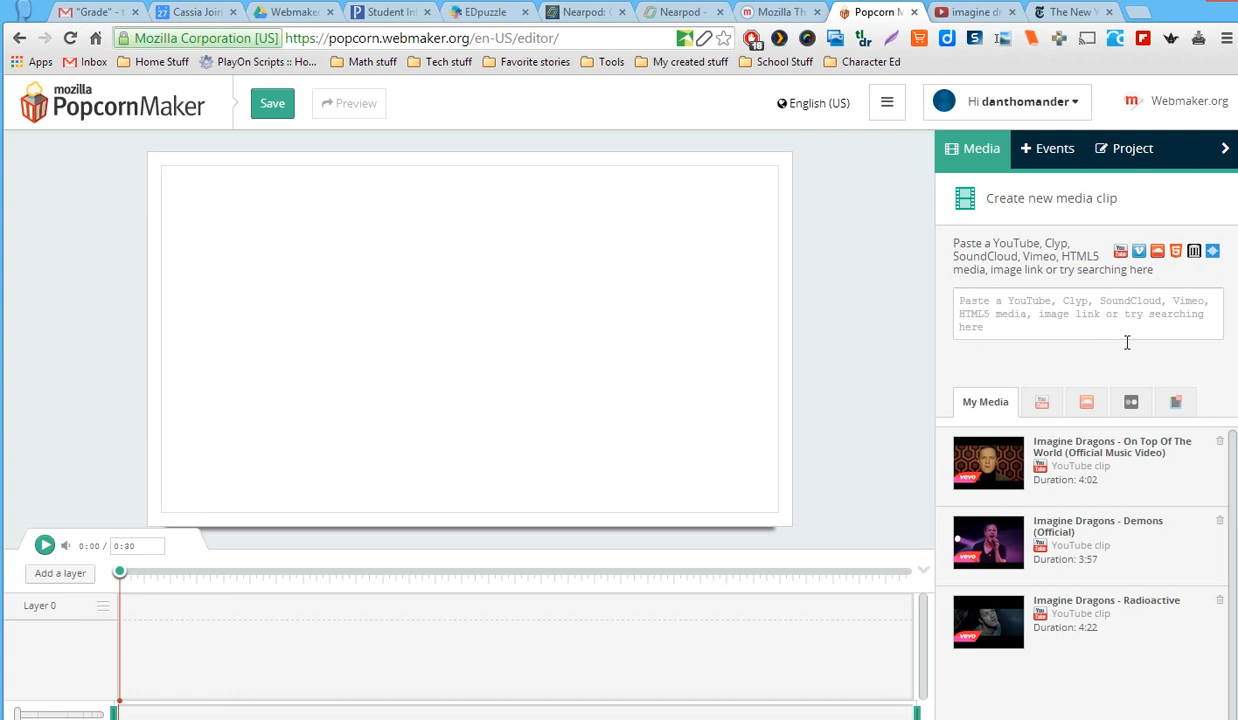 "Grade" - t
Cassia Join
Webmaker
Student In
EDpuzzle
Nearpod: C
Nearpod -
Mozilla Th
Popcorn M
imagine dr
The New Y
Mozilla Corporation [US]
https://popcorn.webmaker.org/en-US/editor/
18
Apps
Inbox
Home Stuff
PlayOn Scripts :: Ho...
Math stuff
Tech stuff
Favorite stories
Tools
My created stuff
School Stuff
Character Ed
mozilla
PopcornMaker
Save
Preview
English (US)
Hi danthomander
Webmaker.org
Media
Events
Project
Create new media clip
Paste a YouTube, Clyp,
SoundCloud, Vimeo, HTML5
media, image link or try searching here
Paste a YouTube, Clyp, SoundCloud, Vimeo,
HTML5 media, image link or try searching
here
My Media
Imagine Dragons - On Top Of The
World (Official Music Video)
YouTube clip
Duration: 4:02
Imagine Dragons - Demons
(Official)
YouTube clip
Duration: 3:57
Imagine Dragons - Radioactive
YouTube clip
Duration: 4:22
0:00 / 0:30
Add a layer
Layer 0